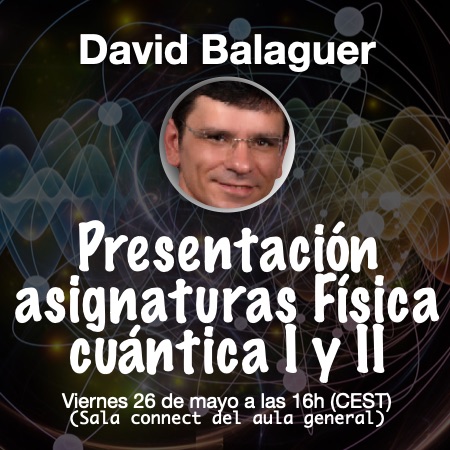 David Balaguer
Presentación
asignaturas Física
cuántica I y II
Viernes 26 de mayo a las 16h (CEST)
(Sala connect del aula general)